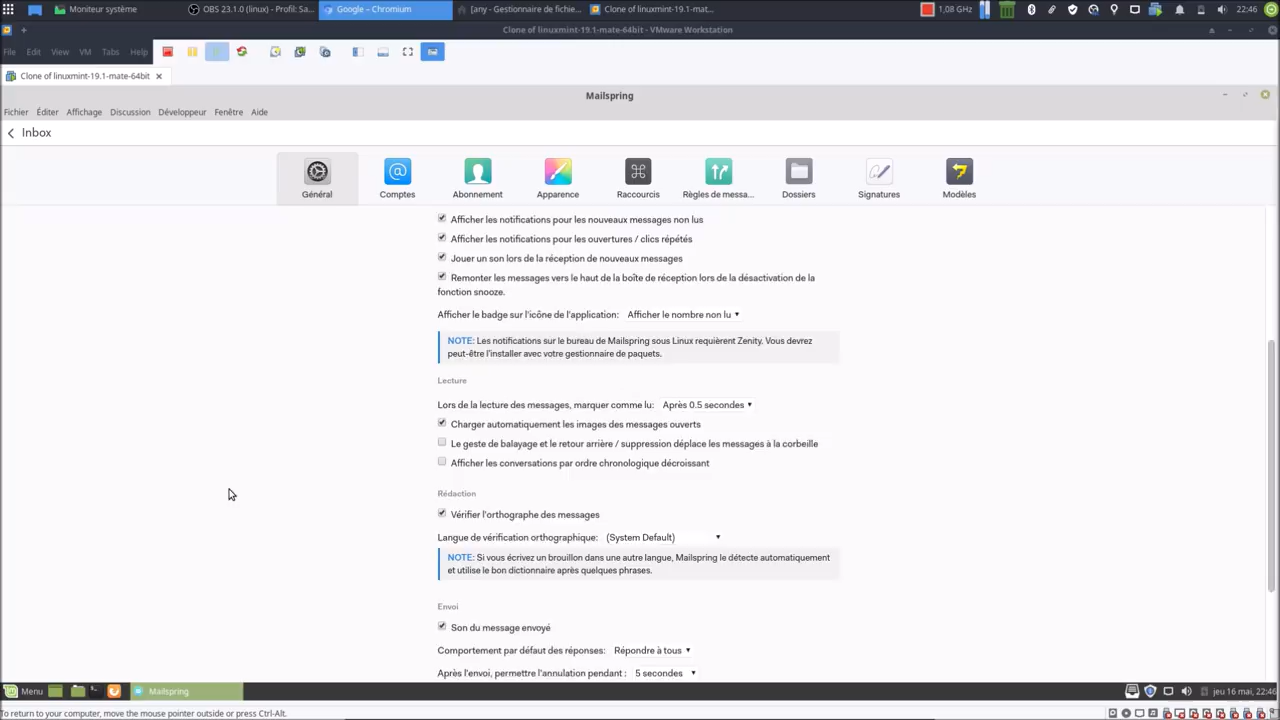 Moniteur système
OBS 23.1.0 (linux) - Profil: Sa...
Google – Chromium
[any - Gestionnaire de fichie...
Clone of linuxmint-19.1-mat...
1,08 GHz
22:46
Clone of linuxmint-19.1-mate-64bit - VMware Workstation
File Edit View VM Tabs Help
Clone of linuxmint-19.1-mate-64bit
Mailspring
Fichier Éditer Affichage Discussion Développeur Fenêtre Aide
Inbox
Général Comptes Abonnement Apparence Raccourcis Règles de messa... Dossiers Signatures Modèles
Afficher les notifications pour les nouveaux messages non lus
Afficher les notifications pour les ouvertures / clics répétés
Jouer un son lors de la réception de nouveaux messages
Remonter les messages vers le haut de la boîte de réception lors de la désactivation de la
fonction snooze.
Afficher le badge sur l'icône de l'application: Afficher le nombre non lu
NOTE: Les notifications sur le bureau de Mailspring sous Linux requièrent Zenity. Vous devrez
peut-être l'installer avec votre gestionnaire de paquets.
Lecture
Lors de la lecture des messages, marquer comme lu: Après 0.5 secondes
Charger automatiquement les images des messages ouverts
Le geste de balayage et le retour arrière / suppression déplace les messages à la corbeille
Afficher les conversations par ordre chronologique décroissant
Rédaction
Vérifier l'orthographe des messages
Langue de vérification orthographique: (System Default)
NOTE: Si vous écrivez un brouillon dans une autre langue, Mailspring le détecte automatiquement
et utilise le bon dictionnaire après quelques phrases.
Envoi
Son du message envoyé
Comportement par défaut des réponses: Répondre à tous
Après l'envoi, permettre l'annulation pendant : 5 secondes
Menu
Mailspring
jeu 16 mai, 22:46
To return to your computer, move the mouse pointer outside or press Ctrl-Alt.